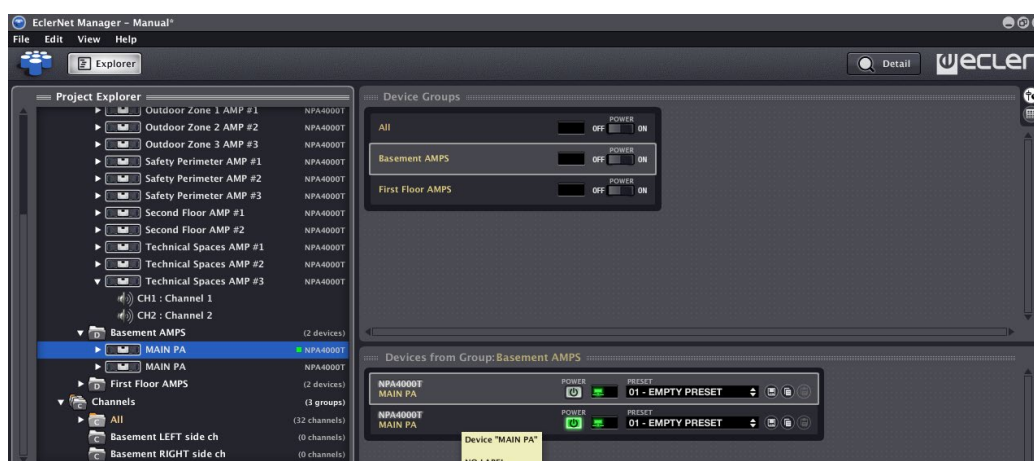 EclerNet Manager - Manual*
File Edit View Help
Explorer
Detail
ECLER
Project Explorer
Outdoor Zone 1 AMP #1 NPA4000T
Outdoor Zone 2 AMP #2 NPA4000T
Outdoor Zone 3 AMP #3 NPA4000T
Safety Perimeter AMP #1 NPA4000T
Safety Perimeter AMP #2 NPA4000T
Safety Perimeter AMP #3 NPA4000T
Second Floor AMP #1 NPA4000T
Second Floor AMP #2 NPA4000T
Technical Spaces AMP #1 NPA4000T
Technical Spaces AMP #2 NPA4000T
Technical Spaces AMP #3 NPA4000T
CH1 : Channel 1
CH2 : Channel 2
D Basement AMPS (2 devices)
MAIN PA NPA4000T
MAIN PA NPA4000T
D First Floor AMPS (2 devices)
C Channels (3 groups)
C All (32 channels)
C Basement LEFT side ch (0 channels)
C Basement RIGHT side ch (0 channels)
Device Groups
All POWER OFF ON
Basement AMPS POWER OFF ON
First Floor AMPS POWER OFF ON
Devices from Group: Basement AMPS
NPA4000T POWER PRESET
MAIN PA 01 - EMPTY PRESET
NPA4000T POWER PRESET
MAIN PA 01 - EMPTY PRESET
Device "MAIN PA"
NO LABEL